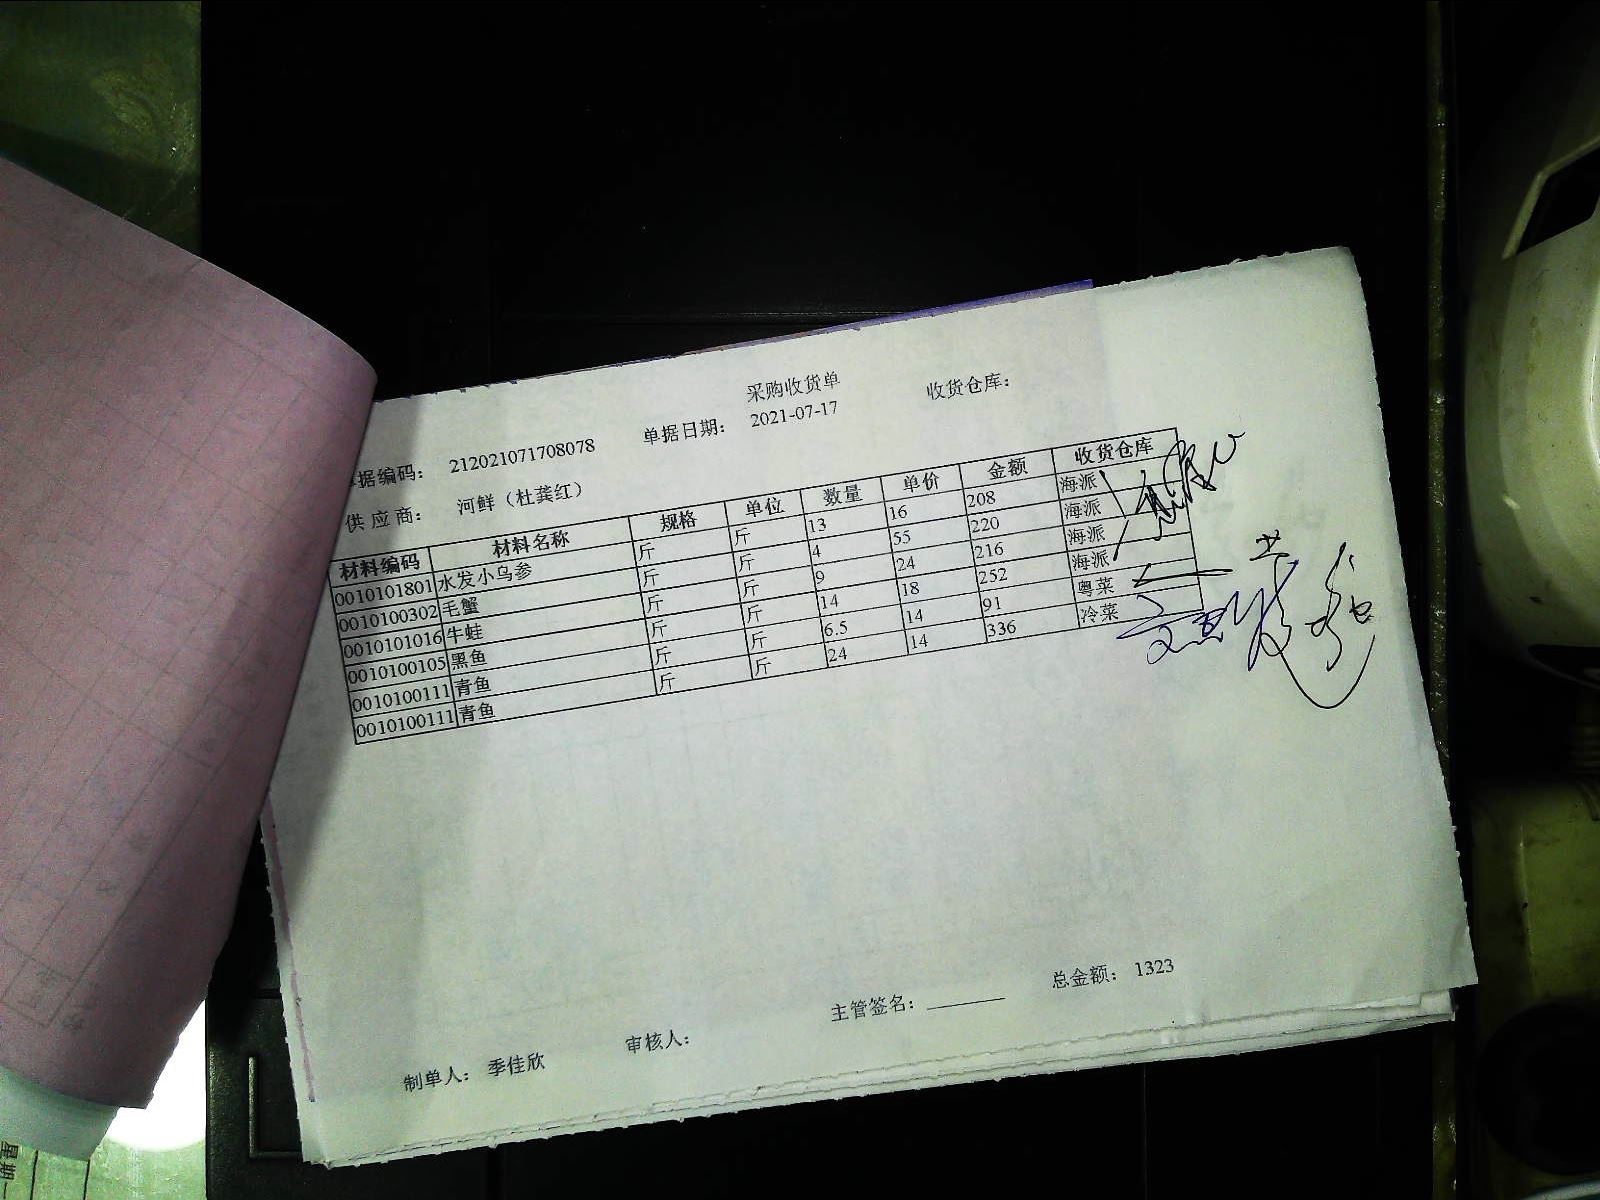 采购收货单
据编码: 212021071708078 单据日期: 2021-07-17 收货仓库:
供应商: 河鲜（杜龚红）
材料编码 材料名称 规格 单位 数量 单价 金额 收货仓库
0010101801 水发小乌参 斤 斤 13 16 208 海派
0010100302 毛蟹 斤 斤 4 55 220 海派
0010101016 牛蛙 斤 斤 9 24 216 海派
0010100105 黑鱼 斤 斤 14 18 252 海派
0010100111 青鱼 斤 斤 6.5 14 91 粤菜
0010100111 青鱼 斤 斤 24 14 336 冷菜
总金额: 1323
主管签名:
制单人: 季佳欣 审核人:
星期一